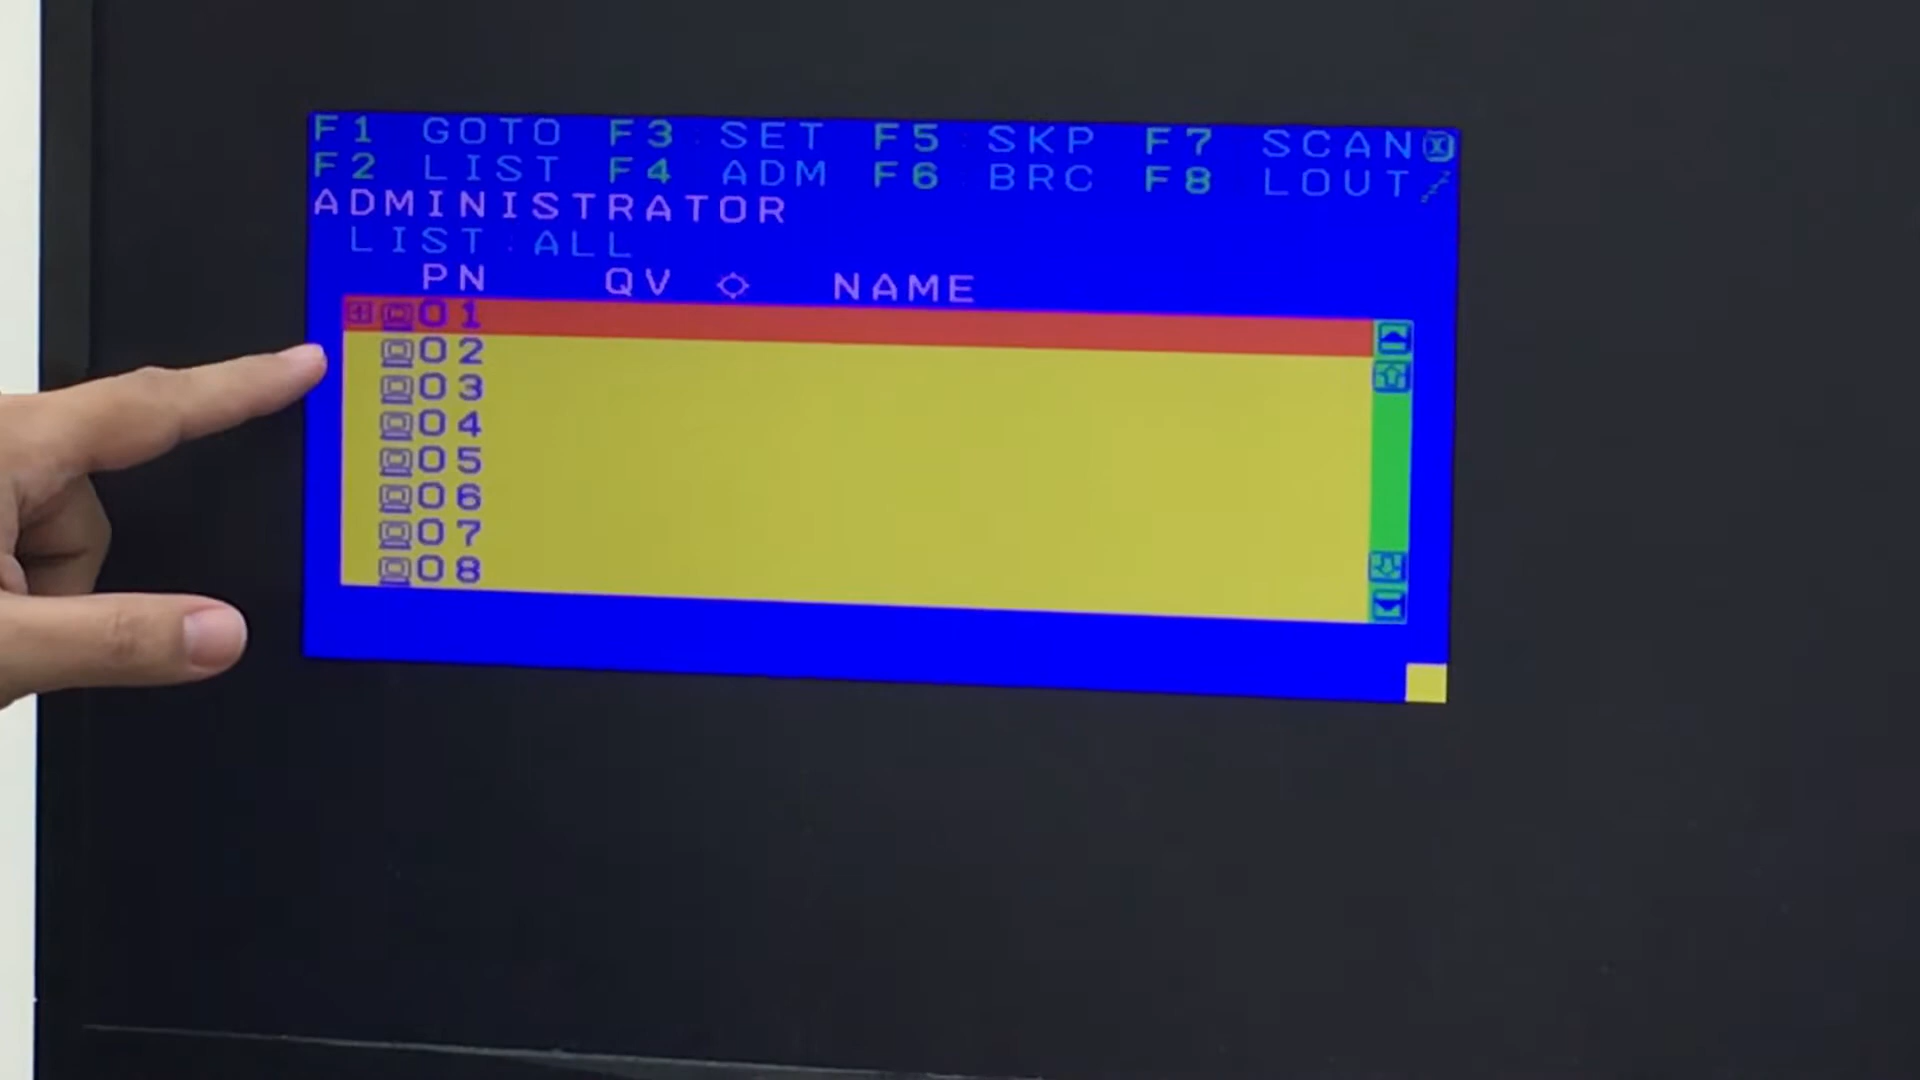 F1 GOTO F3 : SET F5 : SKP F7 SCAN
F2 LIST F4 : ADM F6 : BRC F8 : LOUT
ADMINISTRATOR
LIST : ALL
PN QV NAME
01
02
03
04
05
06
07
08